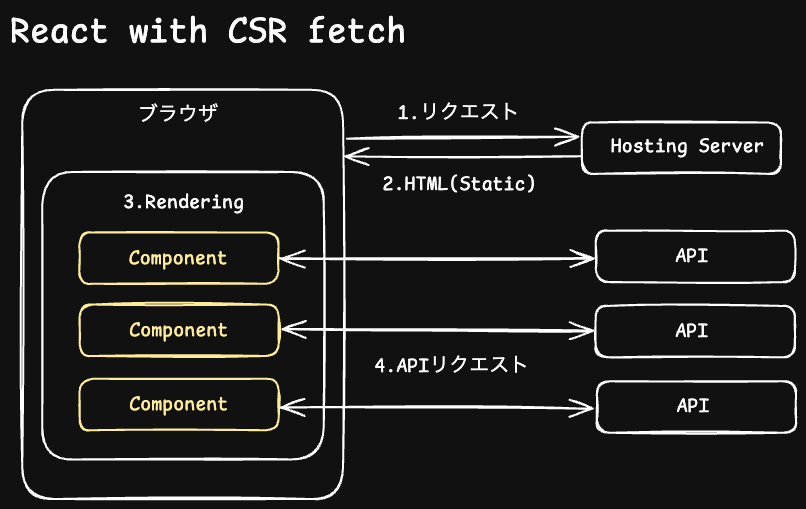 React with CSR fetch
ブラウザ
1.リクエスト
Hosting Server
2.HTML(Static)
3.Rendering
Component
API
Component
API
4.APIリクエスト
Component
API